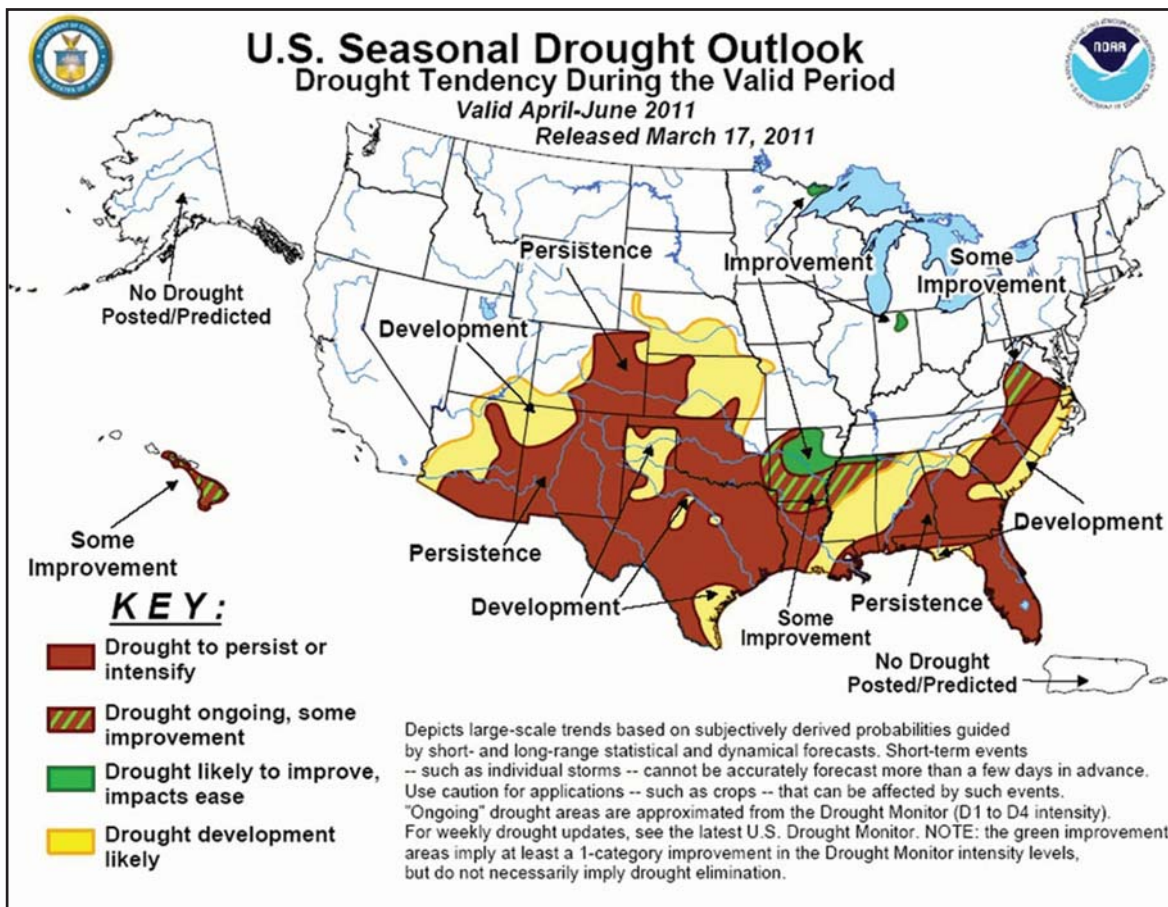 U.S. Seasonal Drought Outlook
Drought Tendency During the Valid Period
Valid April-June 2011
Released March 17, 2011
NOAA
No Drought
Posted/Predicted
Persistence
Improvement
Some
Improvement
Development
Some
Improvement
Persistence
Development
Some
Improvement
Persistence
Development
No Drought
Posted/Predicted
KEY:
Drought to persist or
intensify
Drought ongoing, some
improvement
Drought likely to improve,
impacts ease
Drought development
likely
Depicts large-scale trends based on subjectively derived probabilities guided
by short- and long-range statistical and dynamical forecasts. Short-term events
-- such as individual storms -- cannot be accurately forecast more than a few days in advance.
Use caution for applications -- such as crops -- that can be affected by such events.
"Ongoing" drought areas are approximated from the Drought Monitor (D1 to D4 intensity).
For weekly drought updates, see the latest U.S. Drought Monitor. NOTE: the green improvement
areas imply at least a 1-category improvement in the Drought Monitor intensity levels,
but do not necessarily imply drought elimination.